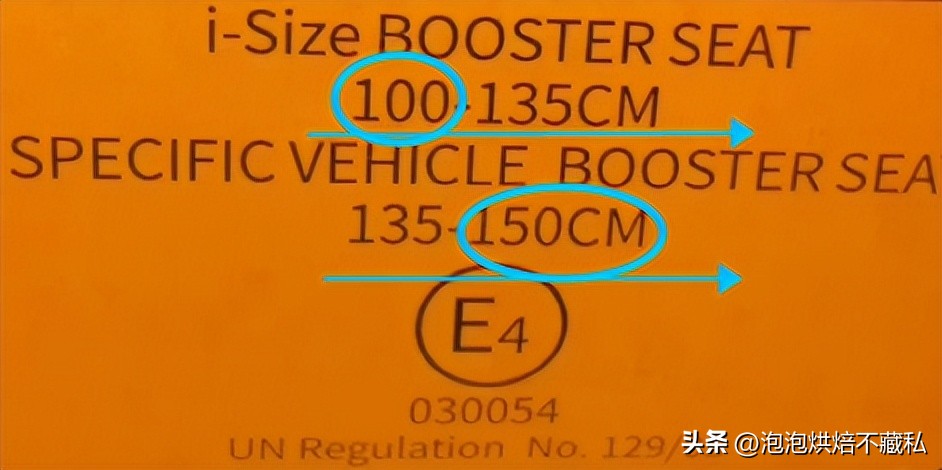 i-Size BOOSTER SEAT
100-135CM
SPECIFIC VEHICLE BOOSTER SEA
135-150CM
E4
030054
UN Regulation No. 129/
头条 @泡泡烘焙不藏私